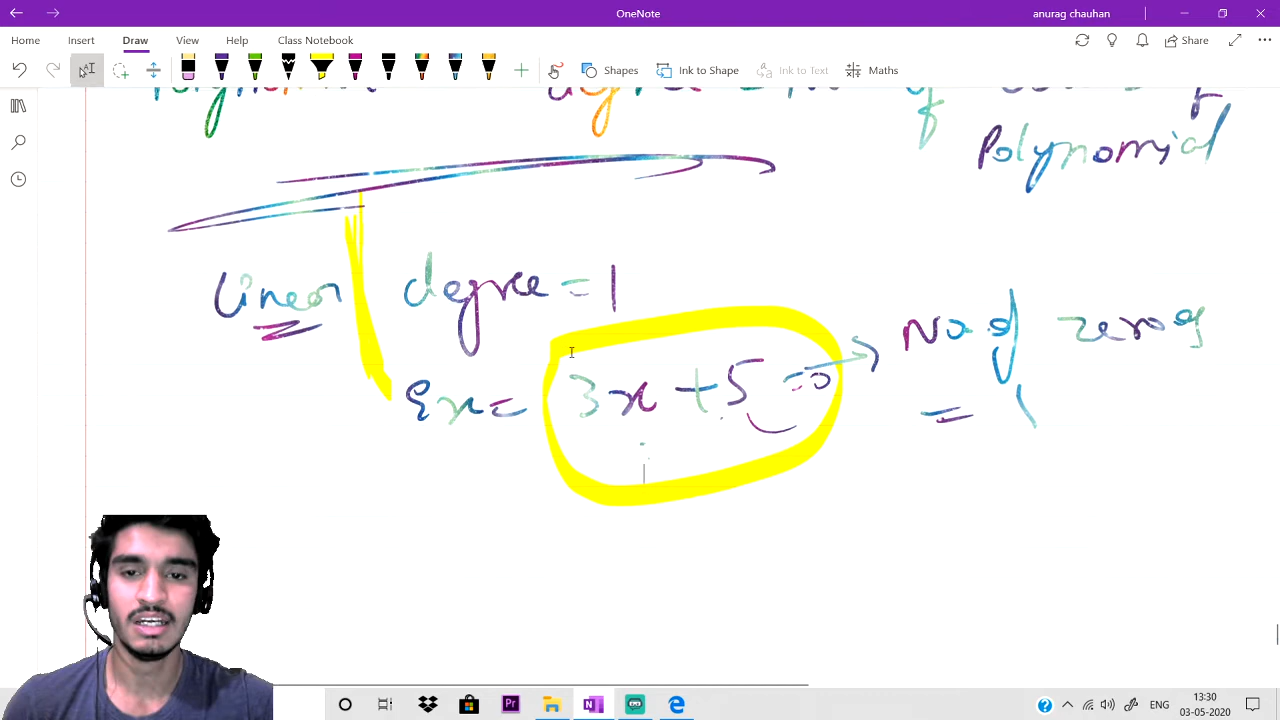 OneNote
anurag chauhan
Home Insert Draw View Help Class Notebook
Share
Shapes Ink to Shape Ink to Text Maths
Polynomial
Linear degree = 1
Ex = 3x + 5 = 0 → No of zeros
= 1
ENG
13:30
03-05-2020